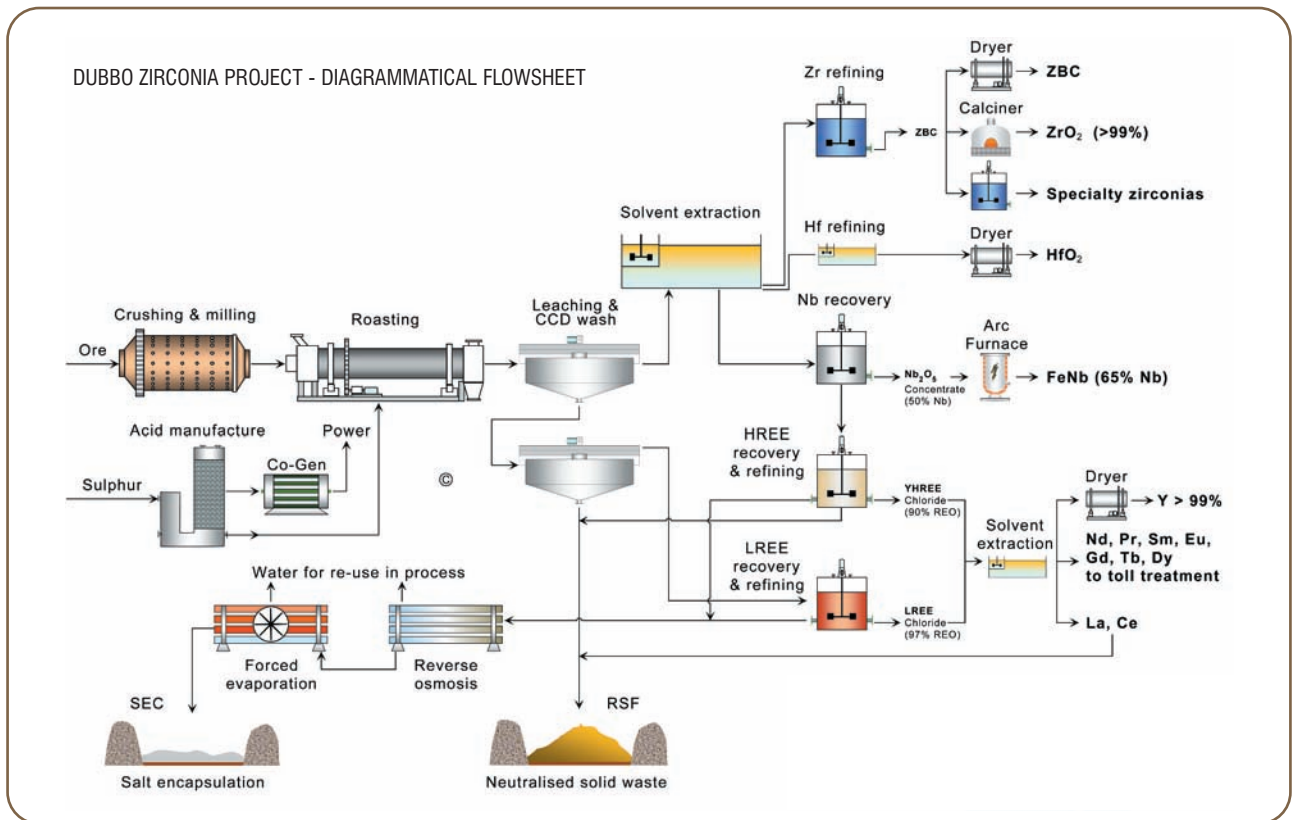 DUBBO ZIRCONIA PROJECT - DIAGRAMMATICAL FLOWSHEET
Dryer
ZBC
Zr refining
Calciner
ZBC
ZrO₂ (>99%)
Specialty zirconias
Solvent extraction
Hf refining
Dryer
HfO₂
Crushing & milling
Roasting
Leaching &
CCD wash
Nb recovery
Arc
Furnace
Ore
Nb₂O₅
Concentrate
(50% Nb)
FeNb (65% Nb)
Acid manufacture
Power
Co-Gen
Sulphur
©
HREE
recovery
& refining
YHREE
Chloride
(90% REO)
Solvent
extraction
Dryer
Y > 99%
Nd, Pr, Sm, Eu,
Gd, Tb, Dy
to toll treatment
LREE
recovery
& refining
LREE
Chloride
(97% REO)
La, Ce
Water for re-use in process
Forced
evaporation
Reverse
osmosis
SEC
RSF
Salt encapsulation
Neutralised solid waste